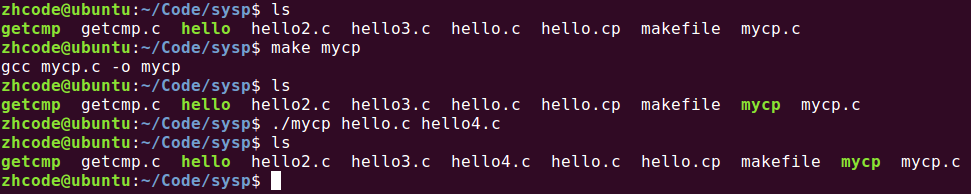 zhcode@ubuntu:~/Code/sysp$ ls
getcmp  getcmp.c  hello  hello2.c  hello3.c  hello.c  hello.cp  makefile  mycp.c
zhcode@ubuntu:~/Code/sysp$ make mycp
gcc mycp.c -o mycp
zhcode@ubuntu:~/Code/sysp$ ls
getcmp  getcmp.c  hello  hello2.c  hello3.c  hello.c  hello.cp  makefile  mycp  mycp.c
zhcode@ubuntu:~/Code/sysp$ ./mycp hello.c hello4.c
zhcode@ubuntu:~/Code/sysp$ ls
getcmp  getcmp.c  hello  hello2.c  hello3.c  hello4.c  hello.c  hello.cp  makefile  mycp  mycp.c
zhcode@ubuntu:~/Code/sysp$